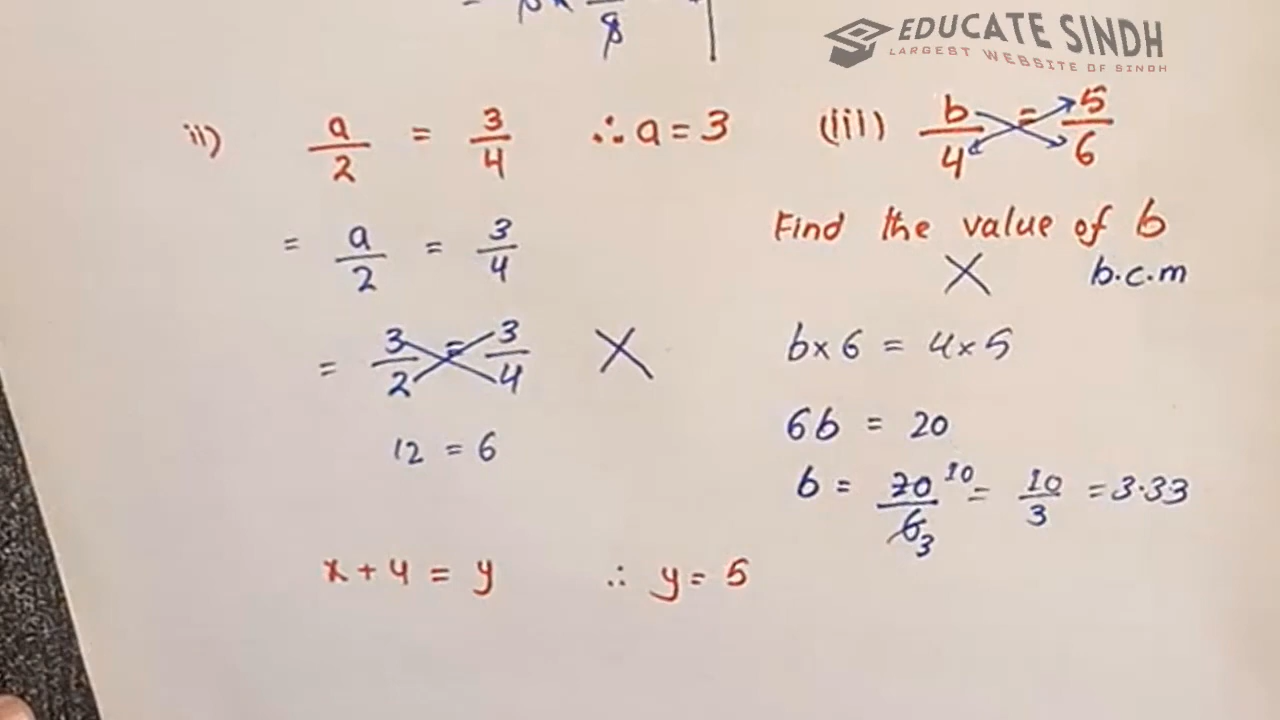 EDUCATE SINDH
LARGEST WEBSITE OF SINDH
ii) a/2 = 3/4 ∴ a = 3
= a/2 = 3/4
= 3/2 = 3/4 X
12 = 6
x + 4 = y ∴ y = 5
(iii) b/4 = 5/6
Find the value of b
X b.c.m
b x 6 = 4 x 5
6b = 20
b = 20/6 10/3 = 10/3 = 3.33